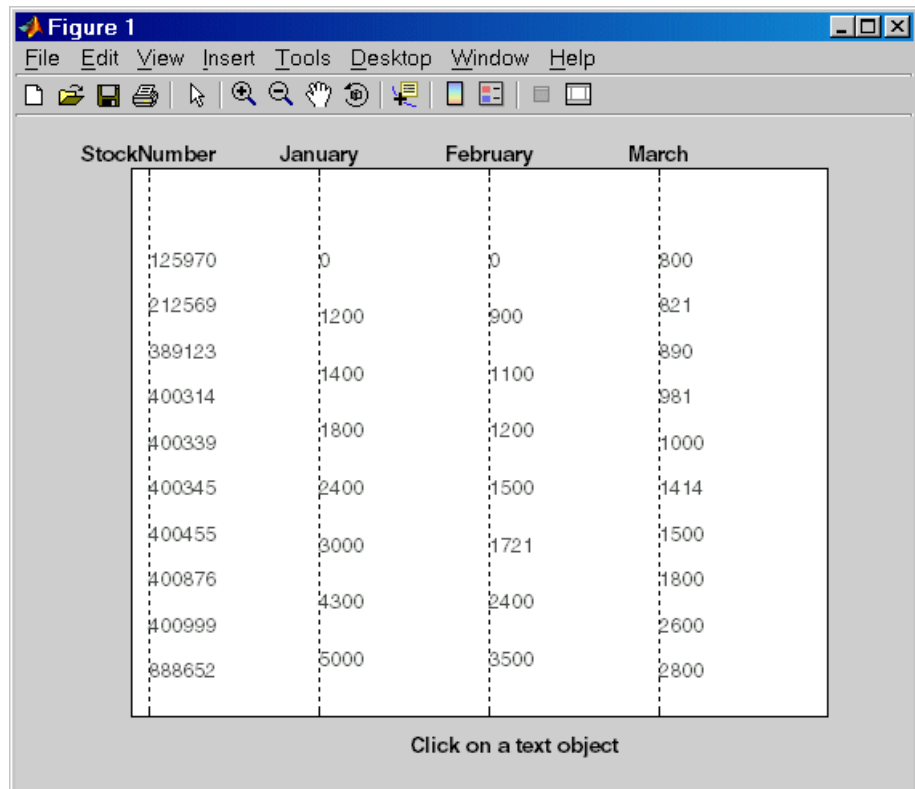 Figure 1
File Edit View Insert Tools Desktop Window Help
StockNumber January February March
125970 0 0 800
212569 1200 900 821
389123 1400 1100 890
400314 1800 1200 981
400339 2400 1500 1000
400345 3000 1721 1414
400455 4300 2400 1500
400876 5000 3500 1800
400999 2600
888652 2800
Click on a text object